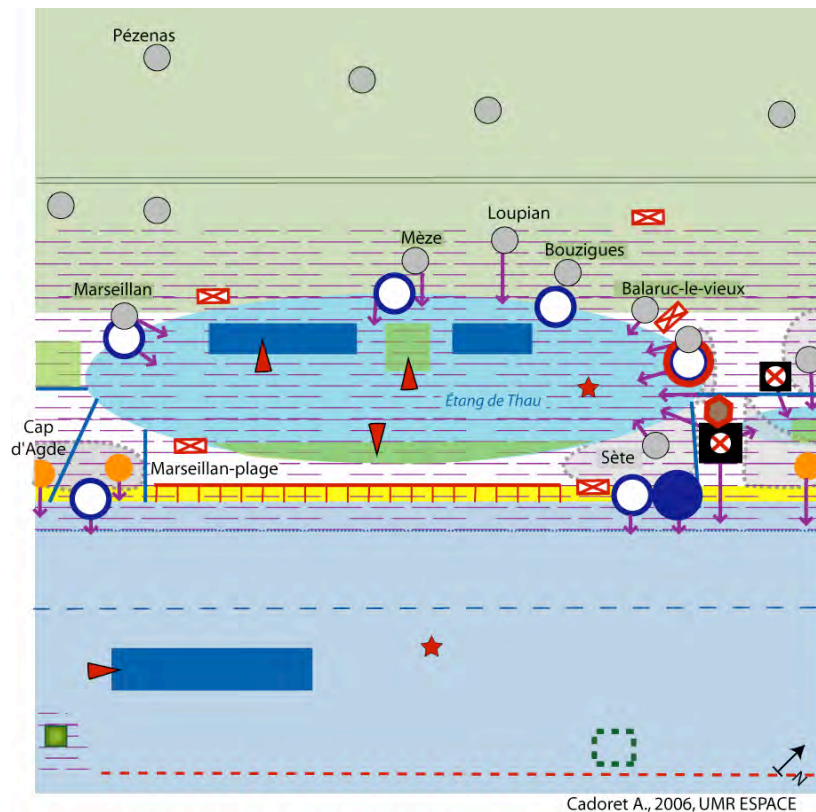 Pézenas
Loupian
Mèze
Bouzigues
Marseillan
Balaruc-le-vieux
Étang de Thau
Cap
d'Agde
Marseillan-plage
Sète
N
Cadoret A., 2006, UMR ESPACE